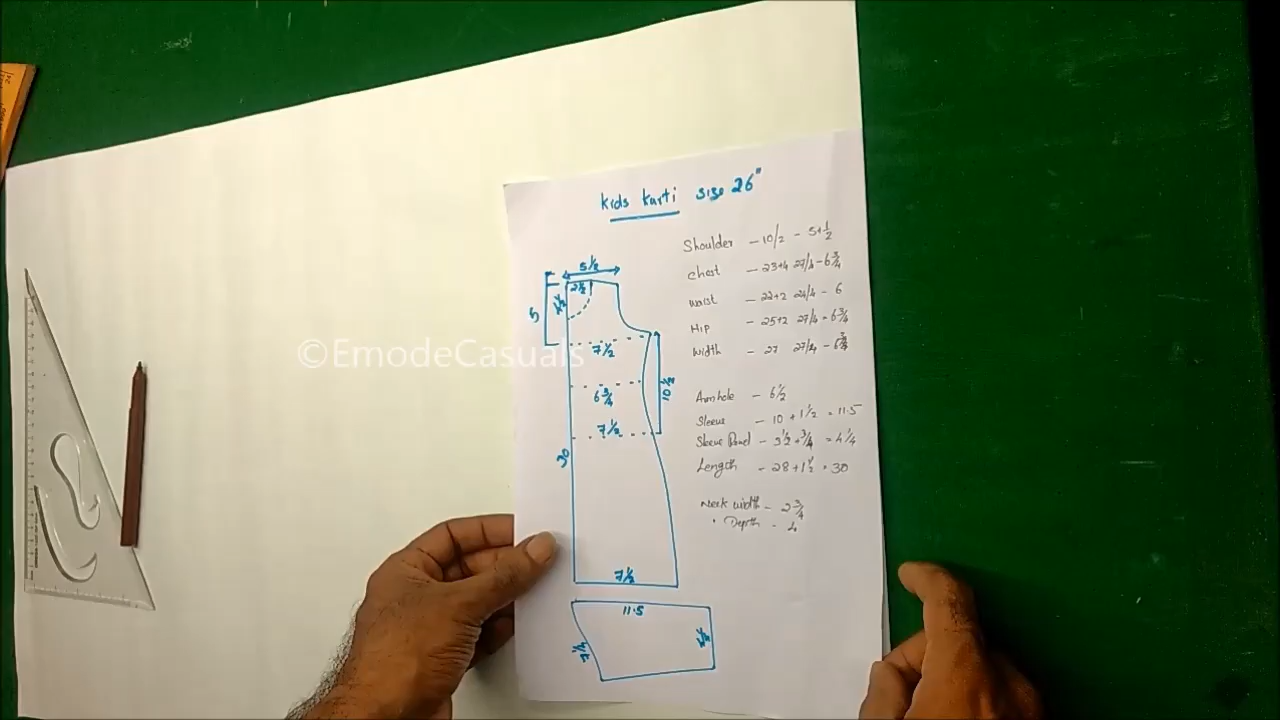 kids kurti size 26"
Shoulder - 10/2 - 5+1/2
Chest - 23+4 27/4 - 6 3/4
Waist - 22+2 24/4 - 6
Hip - 25+2 27/4 = 6 3/4
Width - 27 27/4 - 6 3/4
Armhole - 6 1/2
Sleeve - 10 + 1 1/2 = 11.5
Sleeve Round - 3 1/2 + 3/4 = 4 1/4
Length - 28 + 1 1/2 = 30
Neck width - 2 3/4
" Depth - 4
5 1/2
2 1/2
5
7 1/2
6 3/4
10 1/2
7 1/2
30
7 1/2
11.5
7 1/4
©EmodeCasuals